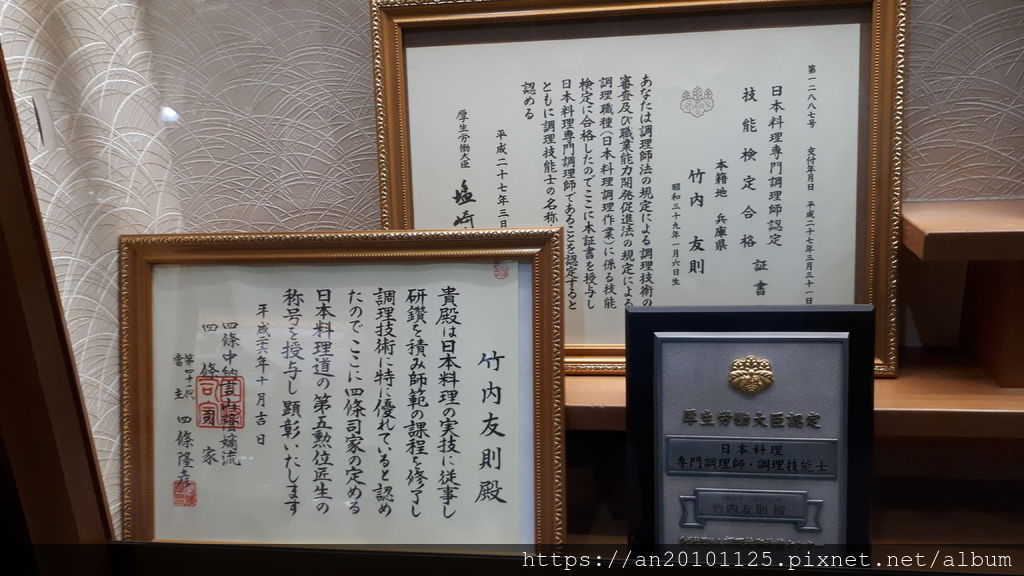 第一二八八七号 交付年月日 平成二十七年三月三十一日
日本料理専門調理師認定
技能検定合格証書
本籍地 兵庫県
竹内友則
昭和三十九年一月六日生
あなたは調理師法の規定による調理技術の
審査及び職業能力開発促進法の規定による
調理職種(日本料理調理作業)に係る技能
検定に合格したのでここに本証書を授与し
日本料理専門調理師であることを認定すると
ともに調理技能士の名称
認める
平成二十七年三日
厚生労働大臣 塩崎
竹内友則殿
貴殿は日本料理の実技に従事し
研鑽を積み師範の課程を修了し
調理技術に特に優れていると認め
たのでここに四條司家の定める
日本料理道の第五勲位匠生の
称号を授与し顕彰いたします
平成二六年十月吉日
四條中納言山蔭嫡流
四條司家
第四十一代
當主 四條隆彦
厚生労働大臣認定
日本料理
専門調理師・調理技能士
竹内友則殿
https://an20101125.pixnet.net/album